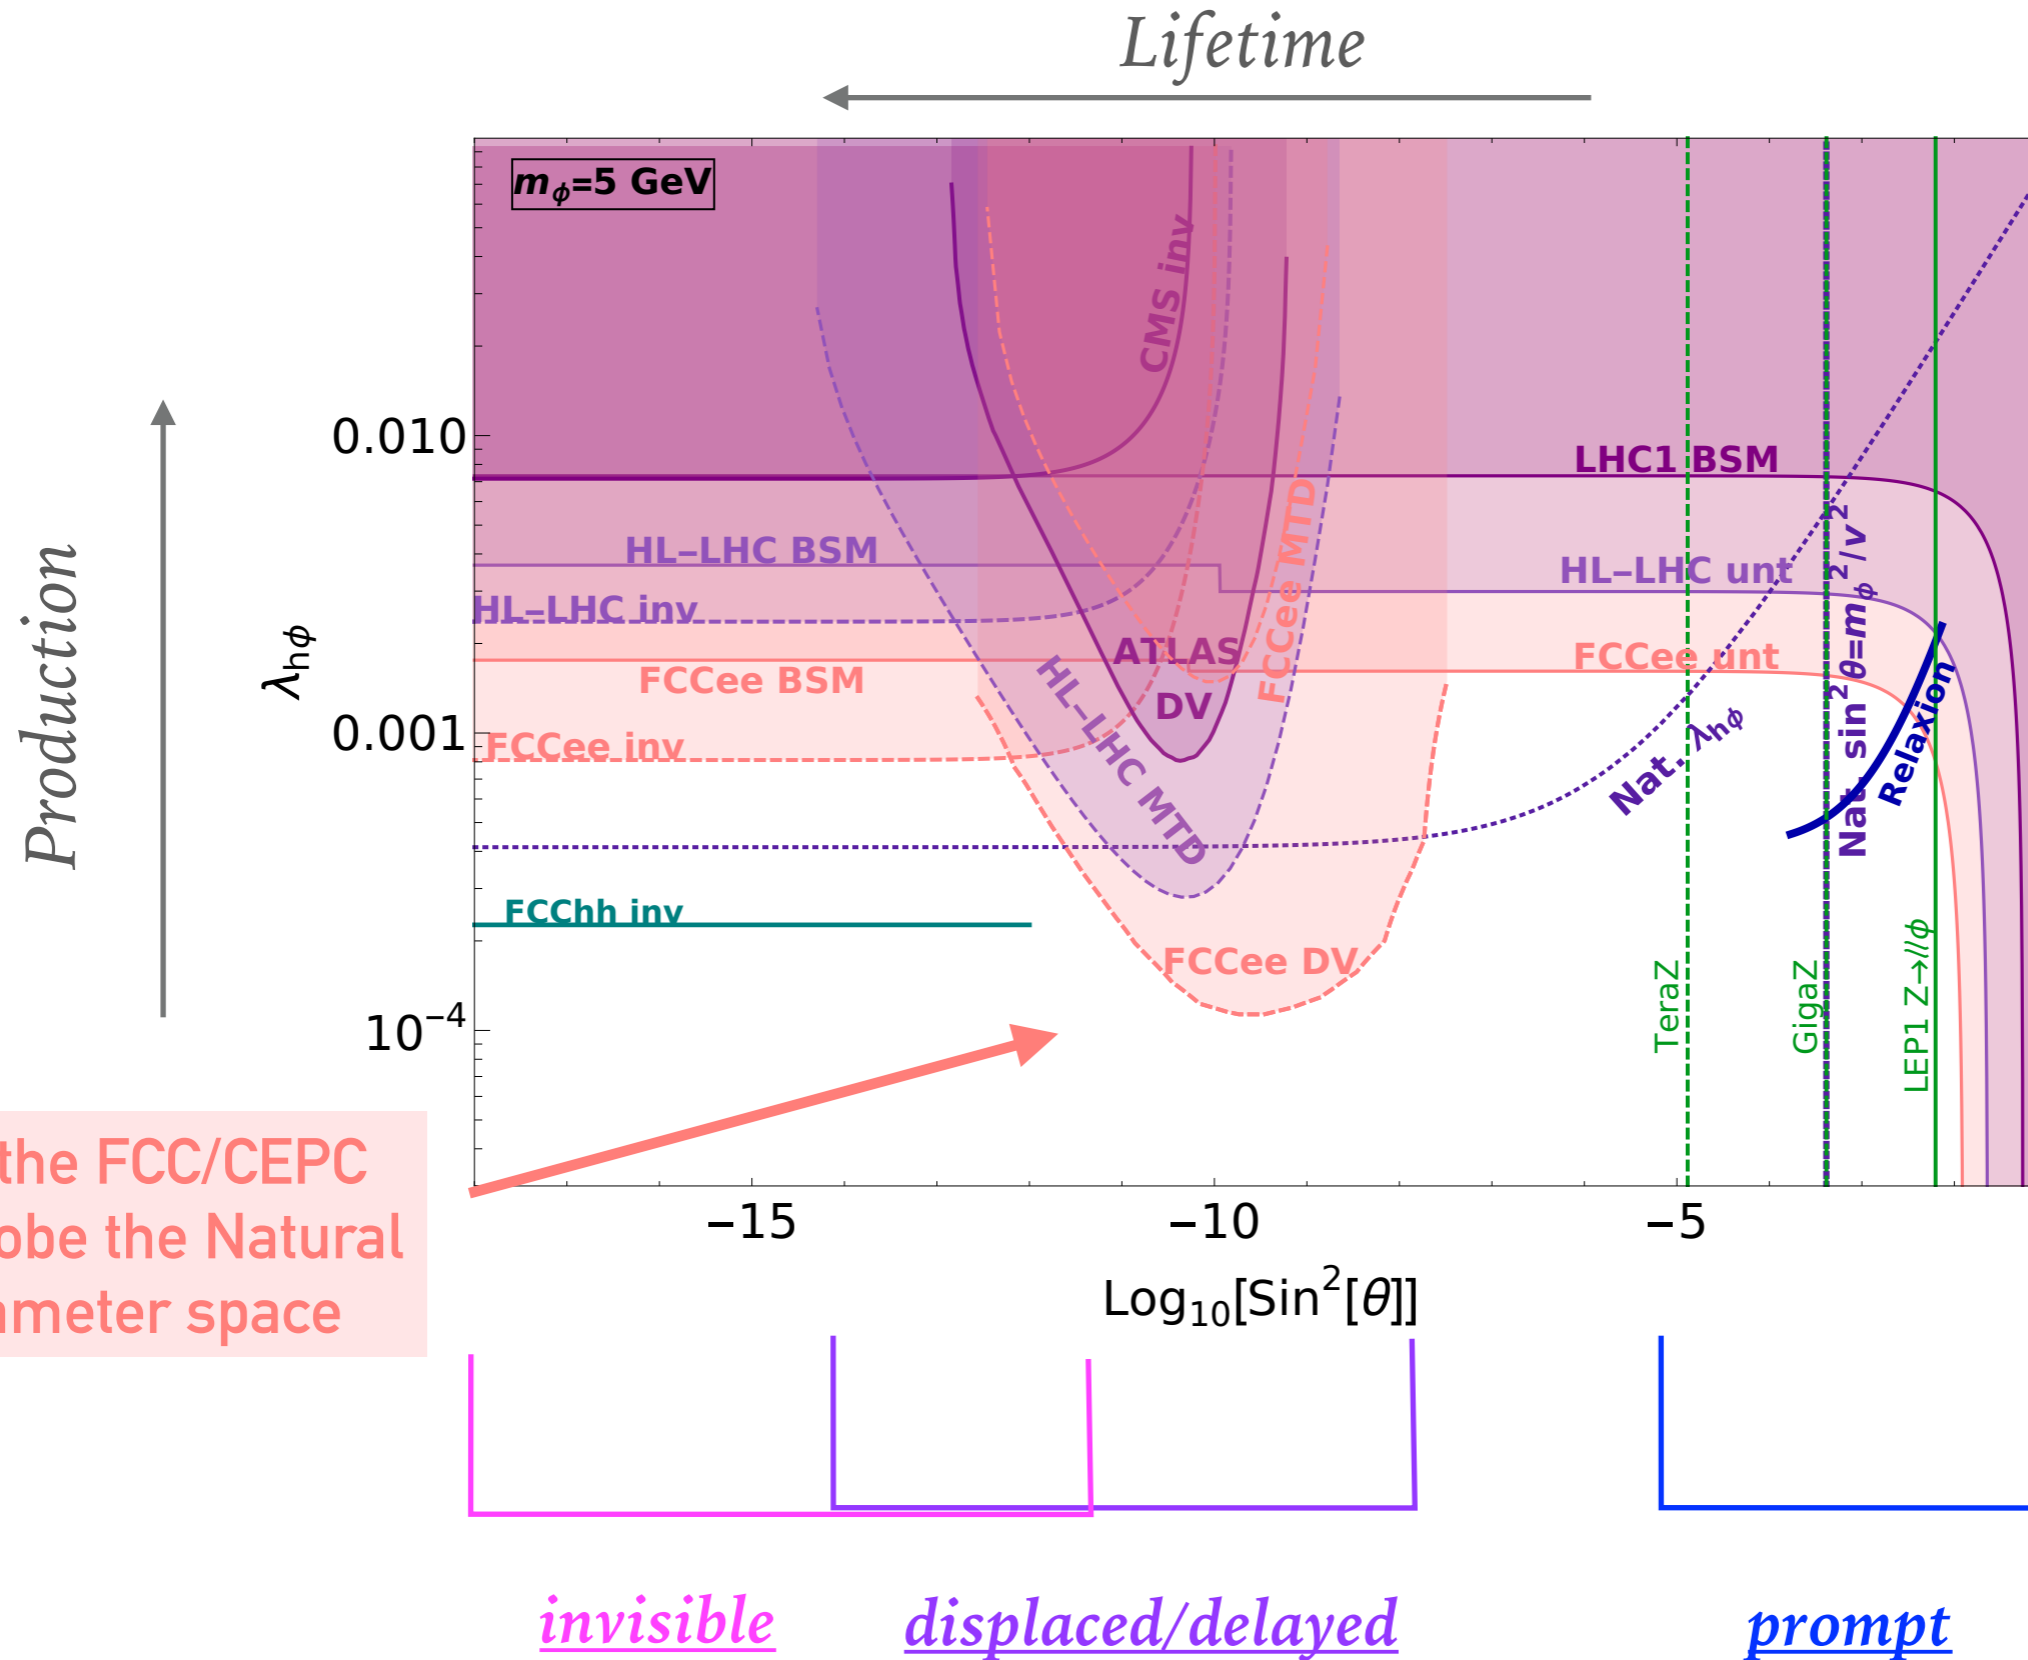 Lifetime
Production
mϕ=5 GeV
CMS inv
0.010
LHC1 BSM
HL–LHC BSM
HL–LHC unt
HL–LHC inv
λhϕ
ATLAS
DV
FCCee MTD
FCCee unt
FCCee BSM
HL–LHC MTD
0.001
FCCee inv
Nat. λhϕ
Nat. sin²θ=mϕ²/v²
Relaxion
FCChh inv
FCCee DV
TeraZ
GigaZ
LEP1 Z→llϕ
10⁻⁴
the FCC/CEPC
obe the Natural
meter space
–15
–10
–5
Log₁₀[Sin²[θ]]
invisible
displaced/delayed
prompt